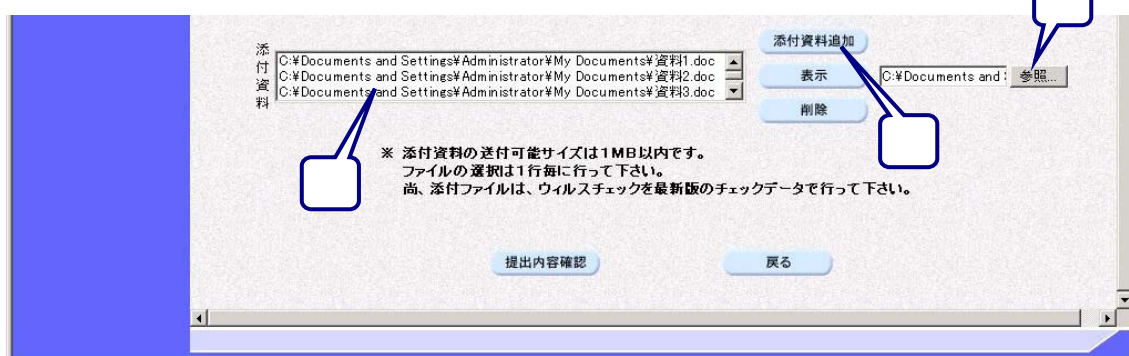 添付資料追加
添付資料
C:¥Documents and Settings¥Administrator¥My Documents¥資料1.doc
C:¥Documents and Settings¥Administrator¥My Documents¥資料2.doc
C:¥Documents and Settings¥Administrator¥My Documents¥資料3.doc
表示
C:¥Documents and
参照...
削除
※ 添付資料の送付可能サイズは1MB以内です。
ファイルの選択は1行毎に行って下さい。
尚、添付ファイルは、ウィルスチェックを最新版のチェックデータで行って下さい。
提出内容確認
戻る